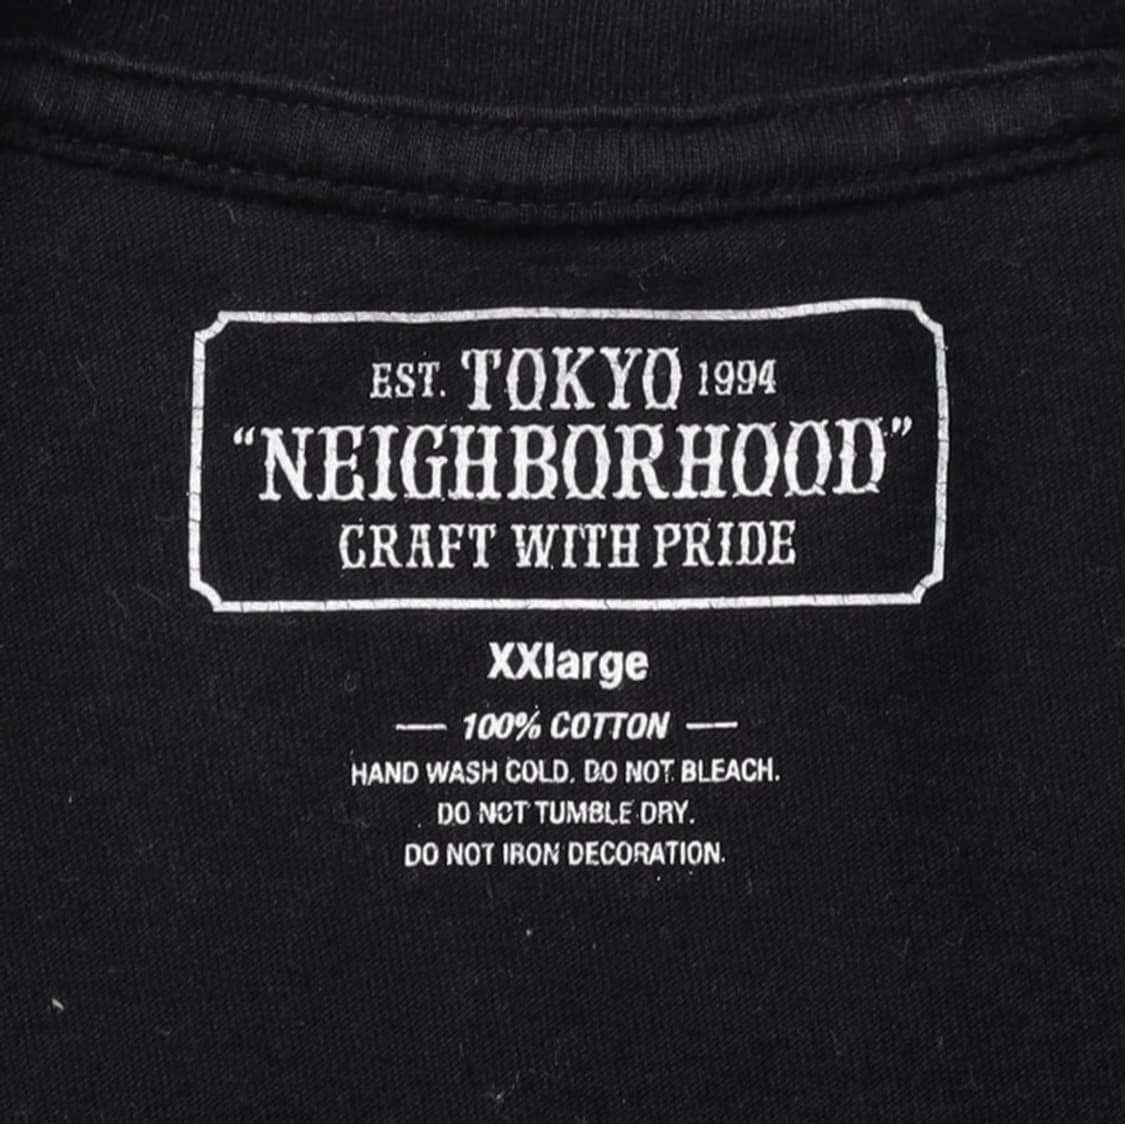 EST. TOKYO 1994
“NEIGHBORHOOD”
CRAFT WITH PRIDE
XXlarge
— 100% COTTON —
HAND WASH COLD. DO NOT BLEACH.
DO NOT TUMBLE DRY.
DO NOT IRON DECORATION.